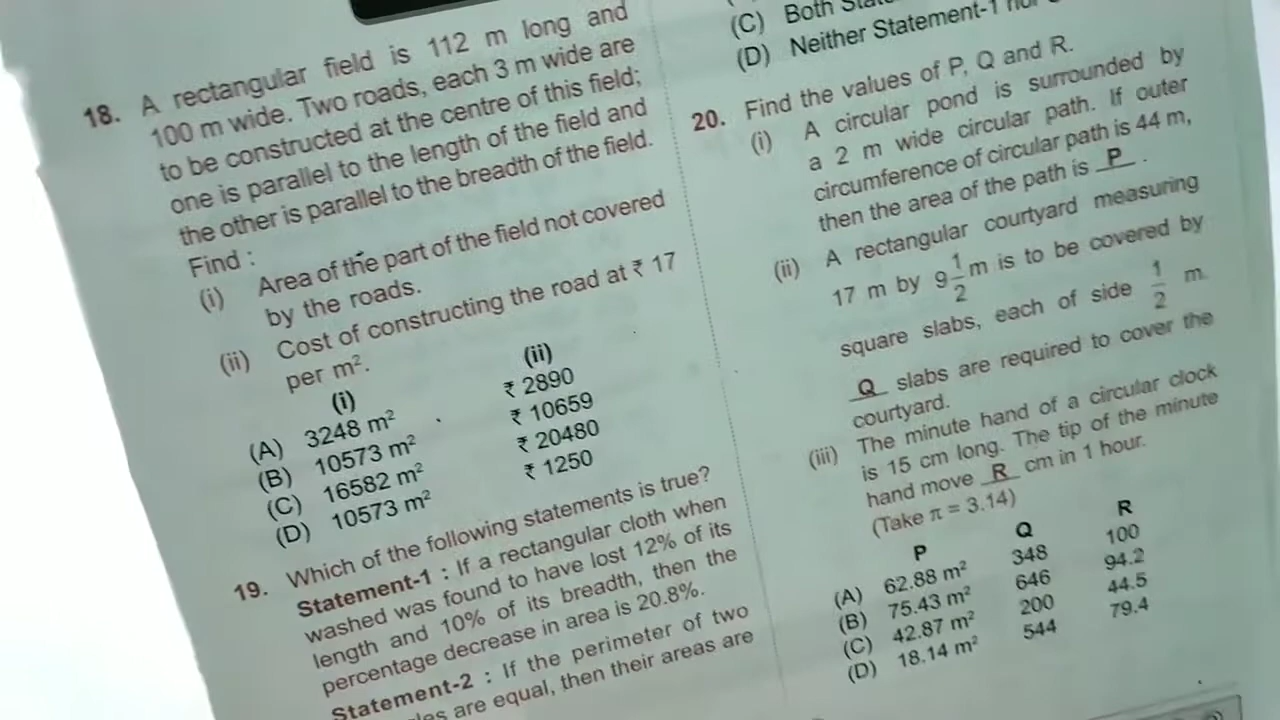 18. A rectangular field is 112 m long and
100 m wide. Two roads, each 3 m wide are
to be constructed at the centre of this field;
one is parallel to the length of the field and
the other is parallel to the breadth of the field.
Find :
(i) Area of the part of the field not covered
by the roads.
(ii) Cost of constructing the road at ₹ 17
per m².
(i) (ii)
(A) 3248 m² ₹ 2890
(B) 10573 m² ₹ 10659
(C) 16582 m² ₹ 20480
(D) 10573 m² ₹ 1250
19. Which of the following statements is true?
Statement-1 : If a rectangular cloth when
washed was found to have lost 12% of its
length and 10% of its breadth, then the
percentage decrease in area is 20.8%.
Statement-2 : If the perimeter of two
are equal, then their areas are
(C) Both
(D) Neither Statement-1
20. Find the values of P, Q and R.
(i) A circular pond is surrounded by
a 2 m wide circular path. If outer
circumference of circular path is 44 m,
then the area of the path is P .
(ii) A rectangular courtyard measuring
17 m by 9 1/2 m is to be covered by
square slabs, each of side 1/2 m.
Q slabs are required to cover the
courtyard.
(iii) The minute hand of a circular clock
is 15 cm long. The tip of the minute
hand move R cm in 1 hour.
(Take π = 3.14)
P Q R
(A) 62.88 m² 348 100
(B) 75.43 m² 646 94.2
(C) 42.87 m² 200 44.5
(D) 18.14 m² 544 79.4